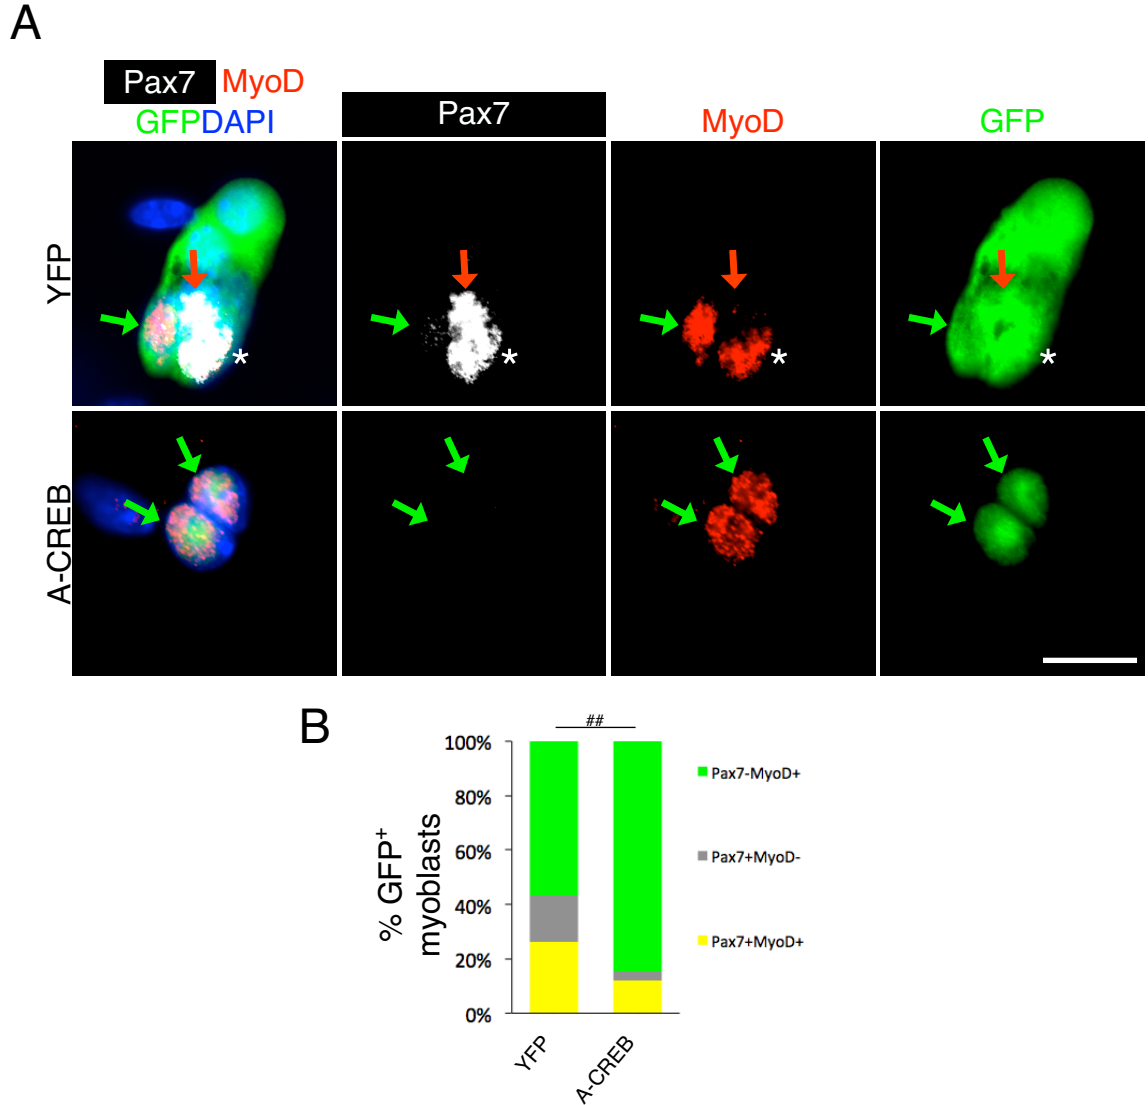 A
Pax7 MyoD
GFPDAPI
Pax7
MyoD
GFP
YFP
*
*
*
*
A-CREB
B
##
100%
80%
60%
40%
20%
0%
% GFP+
myoblasts
YFP
A-CREB
Pax7-MyoD+
Pax7+MyoD-
Pax7+MyoD+